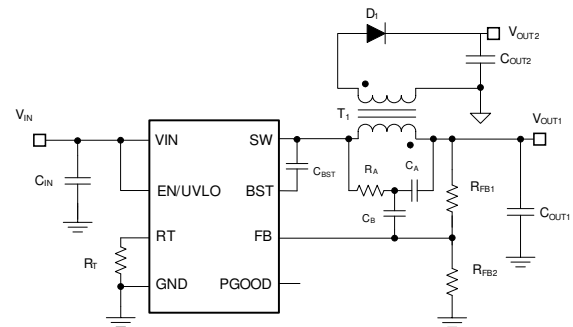 D1
VOUT2
COUT2
T1
VIN
VOUT1
VIN
SW
CIN
CBST
RA
CA
RFB1
EN/UVLO
BST
CB
COUT1
RT
FB
RT
RFB2
GND
PGOOD